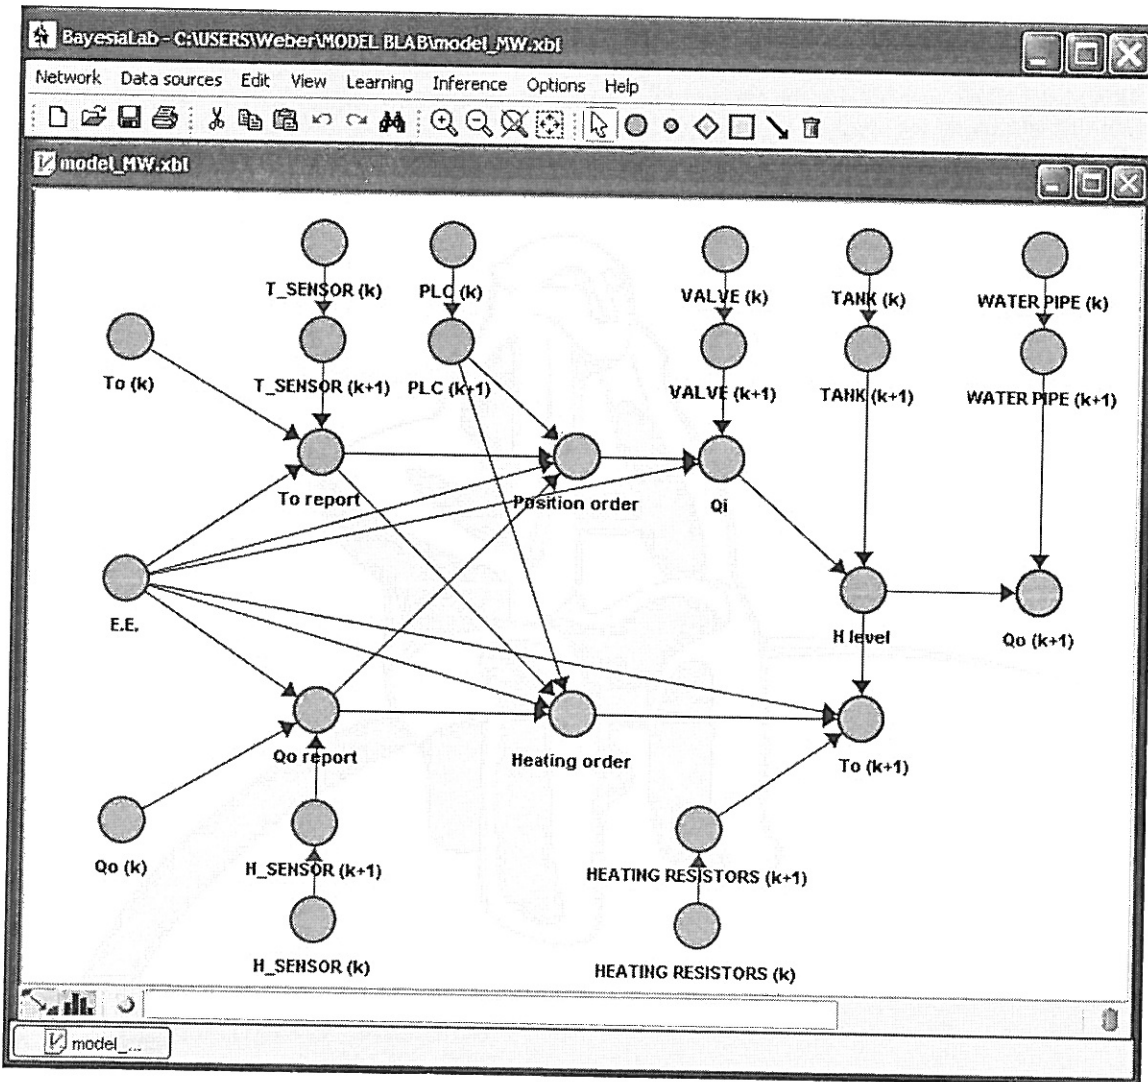 BayesiaLab - C:\USERS\Weber\MODEL BLAB\model_MW.xbl
Network Data sources Edit View Learning Inference Options Help
model_MW.xbl
T_SENSOR (k)
PLC (k)
VALVE (k)
TANK (k)
WATER PIPE (k)
To (k)
T_SENSOR (k+1)
PLC (k+1)
VALVE (k+1)
TANK (k+1)
WATER PIPE (k+1)
To report
Position order
Qi
E.E.
H level
Qo (k+1)
Qo report
Heating order
To (k+1)
Qo (k)
H_SENSOR (k+1)
HEATING RESISTORS (k+1)
H_SENSOR (k)
HEATING RESISTORS (k)
model_...